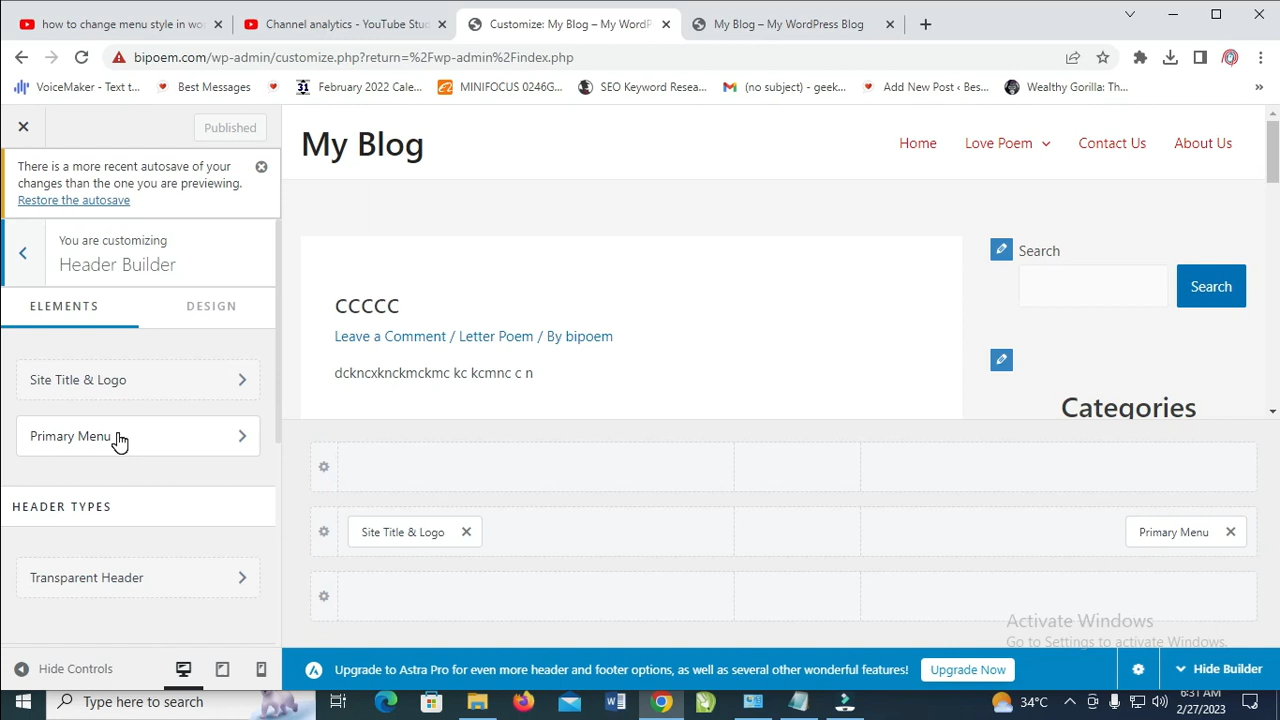 how to change menu style in wo
Channel analytics - YouTube Stud
Customize: My Blog – My WordP
My Blog – My WordPress Blog
bipoem.com/wp-admin/customize.php?return=%2Fwp-admin%2Findex.php
VoiceMaker - Text t...
Best Messages
31 February 2022 Cale...
MINIFOCUS 0246G...
SEO Keyword Resea...
(no subject) - geek...
Add New Post ‹ Bes...
Wealthy Gorilla: Th...
»
Published
There is a more recent autosave of your
changes than the one you are previewing.
Restore the autosave
You are customizing
Header Builder
ELEMENTS
DESIGN
Site Title & Logo
Primary Menu
HEADER TYPES
Transparent Header
Hide Controls
My Blog
Home
Love Poem
Contact Us
About Us
CCCCC
Leave a Comment / Letter Poem / By bipoem
dckncxknckmckmc kc kcmnc c n
Search
Search
Categories
Site Title & Logo
Primary Menu
Activate Windows
Go to Settings to activate Windows.
Upgrade to Astra Pro for even more header and footer options, as well as several other wonderful features!
Upgrade Now
Hide Builder
Type here to search
34°C
6:31 AM
2/27/2023